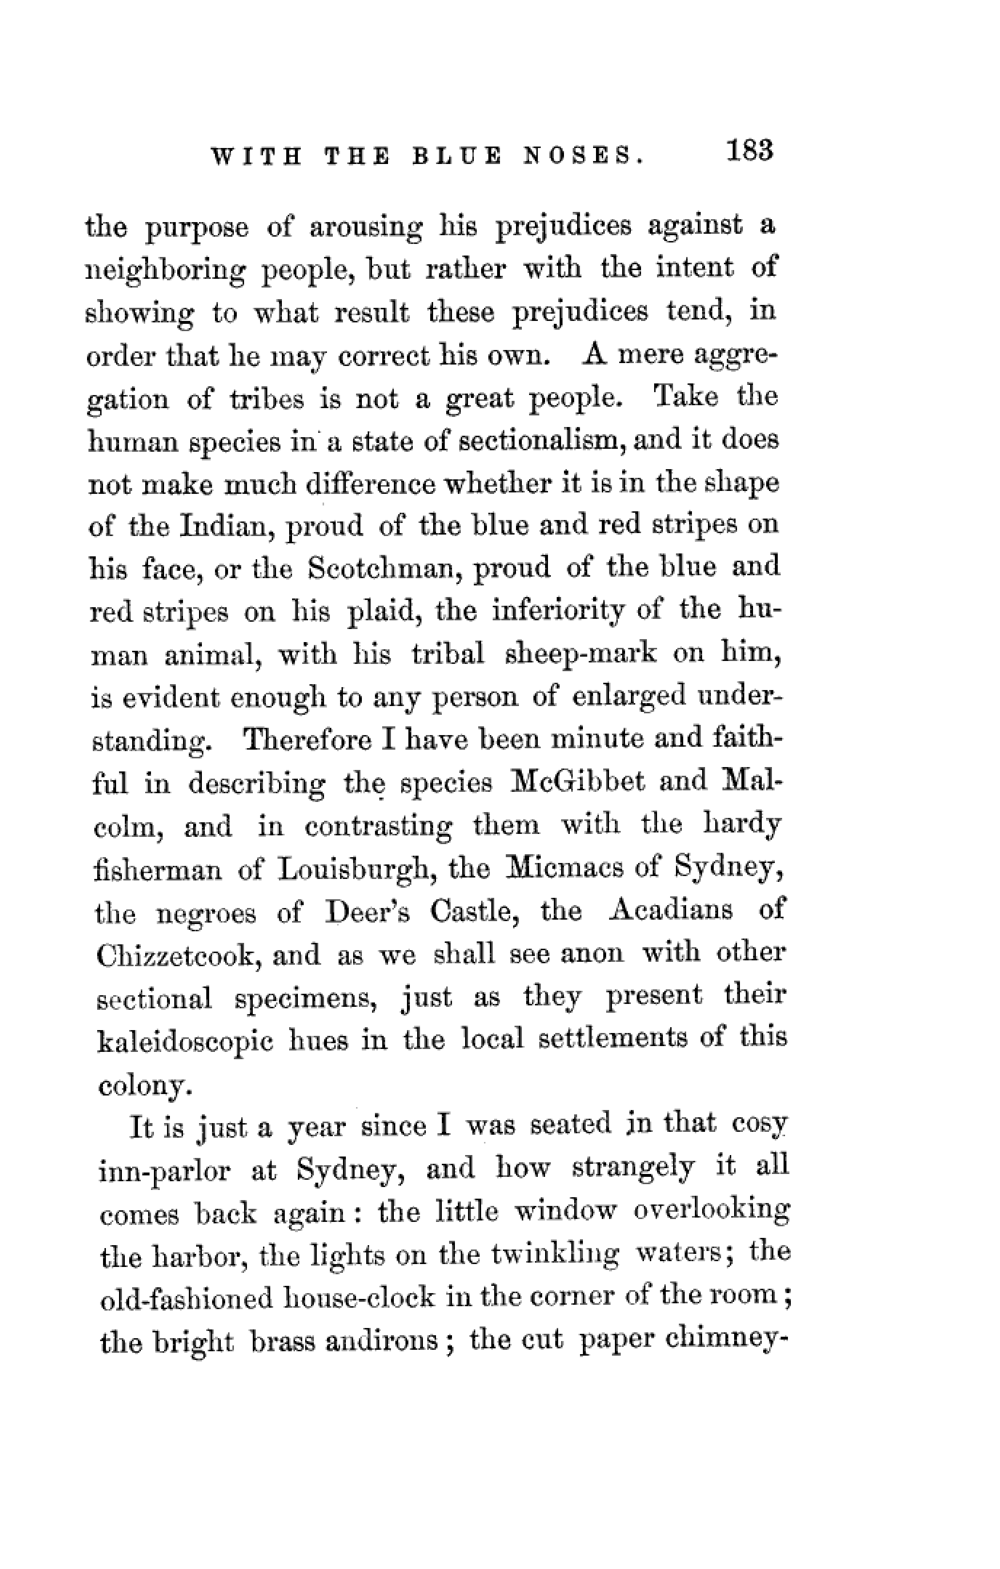 WITH THE BLUE NOSES. 183
the purpose of arousing his prejudices against a
neighboring people, but rather with the intent of
showing to what result these prejudices tend, in
order that he may correct his own. A mere aggre-
gation of tribes is not a great people. Take the
human species in a state of sectionalism, and it does
not make much difference whether it is in the shape
of the Indian, proud of the blue and red stripes on
his face, or the Scotchman, proud of the blue and
red stripes on his plaid, the inferiority of the hu-
man animal, with his tribal sheep-mark on him,
is evident enough to any person of enlarged under-
standing. Therefore I have been minute and faith-
ful in describing the species McGibbet and Mal-
colm, and in contrasting them with the hardy
fisherman of Louisburgh, the Micmacs of Sydney,
the negroes of Deer's Castle, the Acadians of
Chizzetcook, and as we shall see anon with other
sectional specimens, just as they present their
kaleidoscopic hues in the local settlements of this
colony.
It is just a year since I was seated in that cosy
inn-parlor at Sydney, and how strangely it all
comes back again : the little window overlooking
the harbor, the lights on the twinkling waters; the
old-fashioned house-clock in the corner of the room ;
the bright brass andirons ; the cut paper chimney-